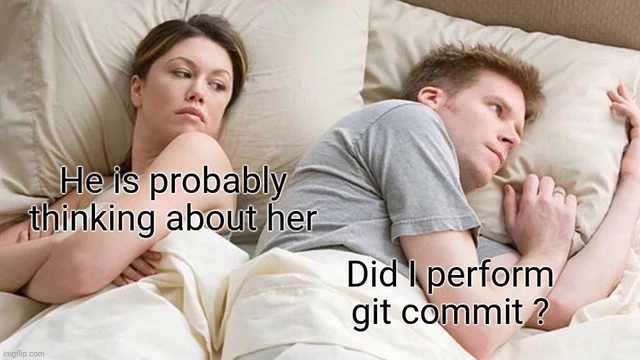 He is probably
thinking about her
Did I perform
git commit ?
imgflip.com